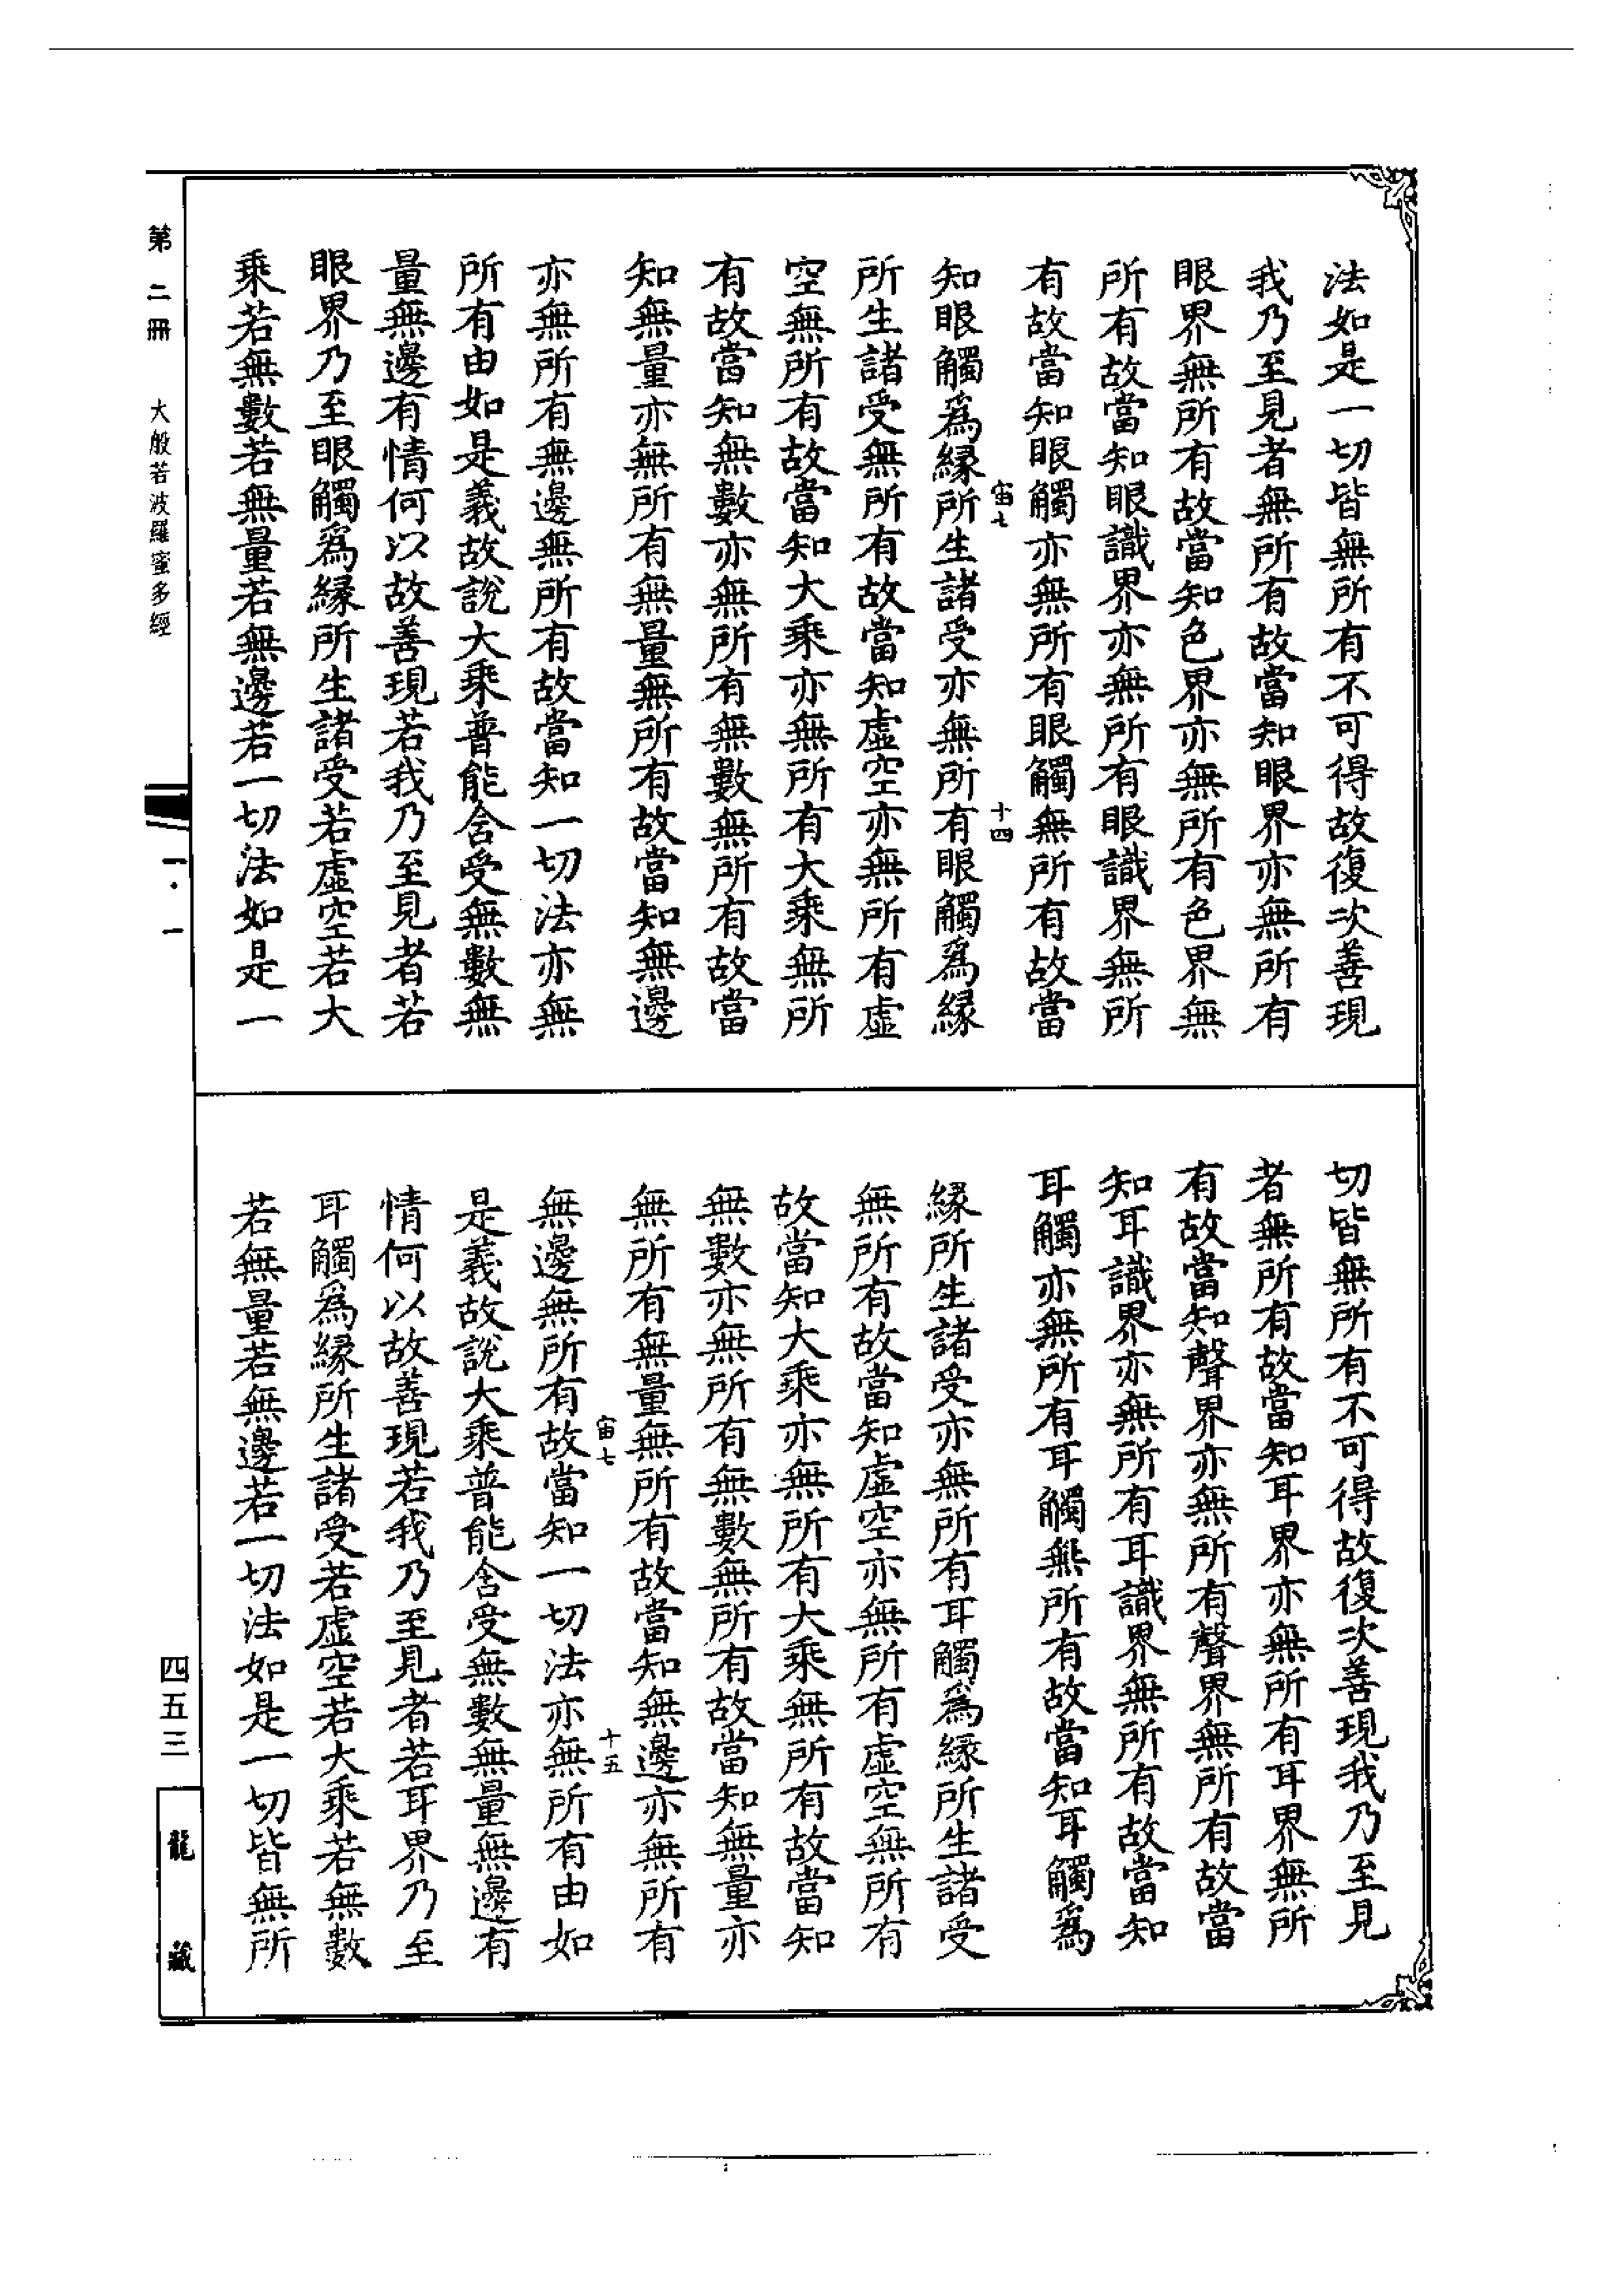 法如是一切皆無所有不可得故復次善現
我乃至見者無所有故當知眼界亦無所有
眼界無所有故當知色界亦無所有色界無
所有故當知眼識界亦無所有眼識界無所
有故當知眼觸亦無所有眼觸無所有故當
宙七 十四
知眼觸爲緣所生諸受亦無所有眼觸爲緣
所生諸受無所有故當知虛空亦無所有虛
空無所有故當知大乘亦無所有大乘無所
有故當知無數亦無所有無數無所有故當
知無量亦無所有無量無所有故當知無邊
亦無所有無邊無所有故當知一切法亦無
所有由如是義故說大乘普能含受無數無
量無邊有情何以故善現若我乃至見者若
眼界乃至眼觸爲緣所生諸受若虛空若大
乘若無數若無量若無邊若一切法如是一
切皆無所有不可得故復次善現我乃至見
者無所有故當知耳界亦無所有耳界無所
有故當知聲界亦無所有聲界無所有故當
知耳識界亦無所有耳識界無所有故當知
耳觸亦無所有耳觸無所有故當知耳觸爲
緣所生諸受亦無所有耳觸爲緣所生諸受
無所有故當知虛空亦無所有虛空無所有
故當知大乘亦無所有大乘無所有故當知
無數亦無所有無數無所有故當知無量亦
無所有無量無所有故當知無邊亦無所有
宙七 十五
無邊無所有故當知一切法亦無所有由如
是義故說大乘普能含受無數無量無邊有
情何以故善現若我乃至見者若耳界乃至
耳觸爲緣所生諸受若虛空若大乘若無數
若無量若無邊若一切法如是一切皆無所
第二冊 大般若波羅蜜多經 一·一
四五三
龍藏